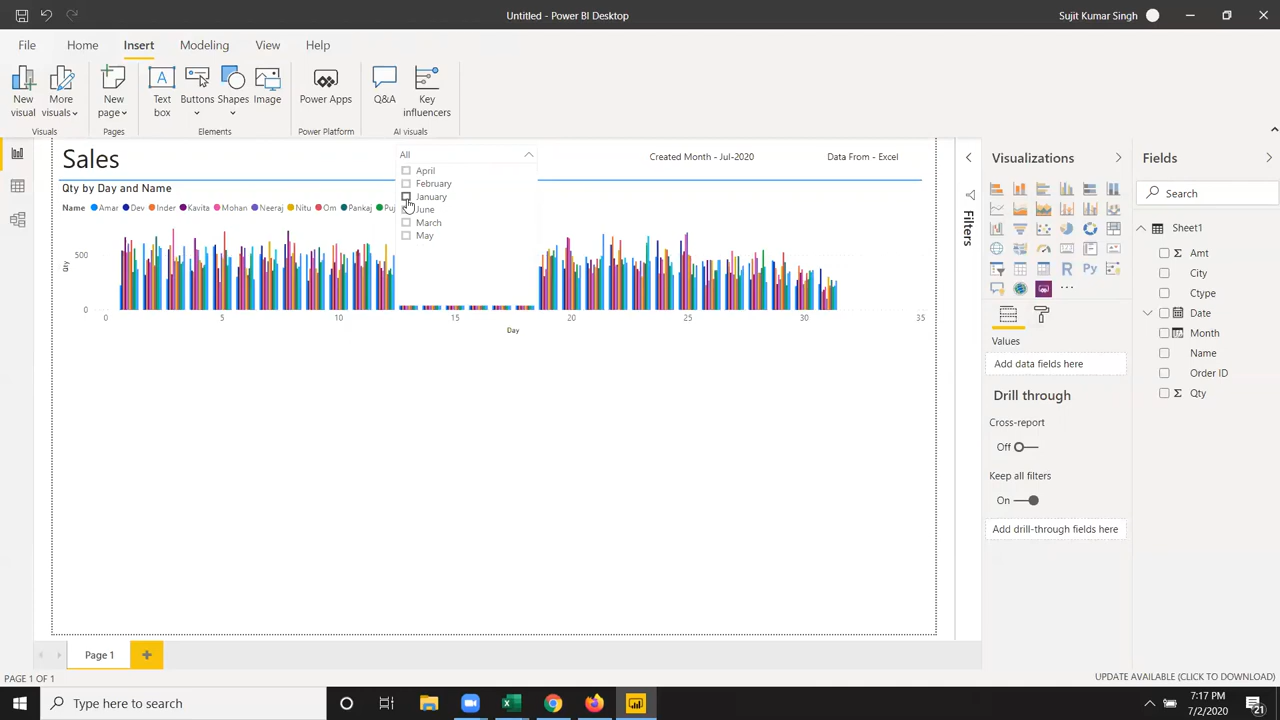 Untitled - Power BI Desktop
Sujit Kumar Singh
File
Home
Insert
Modeling
View
Help
New visual
More visuals
New page
Text box
Buttons
Shapes
Image
Power Apps
Q&A
Key influencers
Visuals
Pages
Elements
Power Platform
AI visuals
Sales
All
Created Month - Jul-2020
Data From - Excel
April
February
January
June
March
May
Qty by Day and Name
Name Amar Dev Inder Kavita Mohan Neeraj Nitu Om Pankaj
Qty
500
0
0 5 10 15 20 25 30 35
Day
Filters
Visualizations
R Py
Values
Add data fields here
Drill through
Cross-report
Off
Keep all filters
On
Add drill-through fields here
Fields
Search
Sheet1
Σ Amt
City
Ctype
Date
Month
Name
Order ID
Σ Qty
Page 1
PAGE 1 OF 1
UPDATE AVAILABLE (CLICK TO DOWNLOAD)
Type here to search
7:17 PM
7/2/2020
21